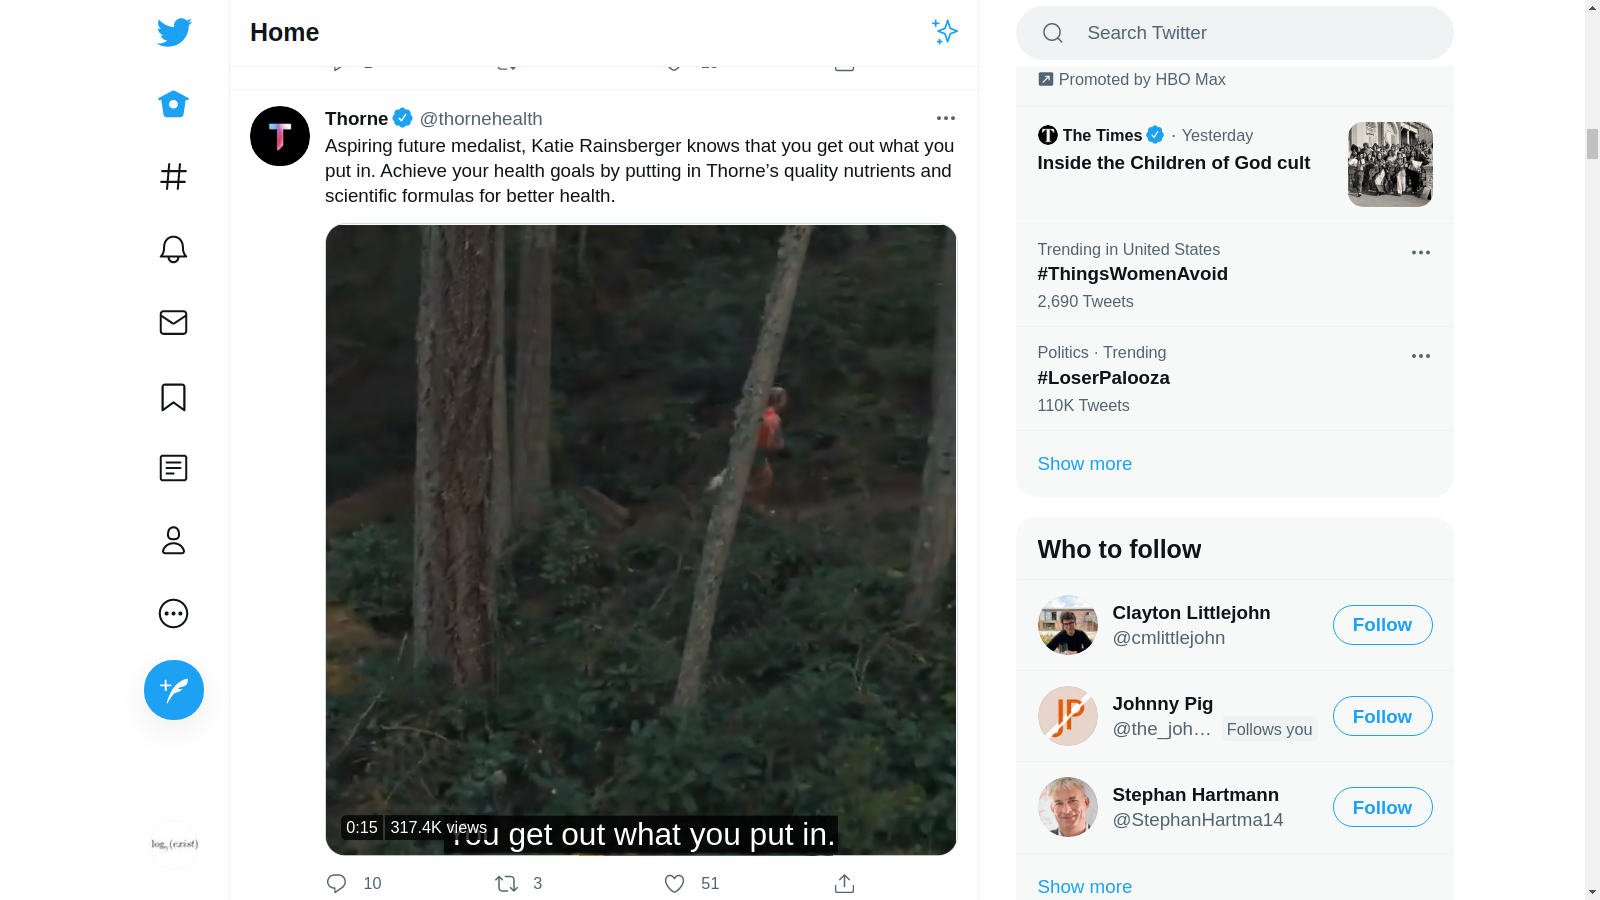 Home
Thorne @thornehealth
Aspiring future medalist, Katie Rainsberger knows that you get out what you
put in. Achieve your health goals by putting in Thorne’s quality nutrients and
scientific formulas for better health.
0:15 317.4K views
You get out what you put in.
10 3 51
log (exist)
Search Twitter
Promoted by HBO Max
The Times · Yesterday
Inside the Children of God cult
Trending in United States
#ThingsWomenAvoid
2,690 Tweets
Politics · Trending
#LoserPalooza
110K Tweets
Show more
Who to follow
Clayton Littlejohn
@cmlittlejohn
Follow
Johnny Pig
@the_joh… Follows you
Follow
Stephan Hartmann
@StephanHartma14
Follow
Show more